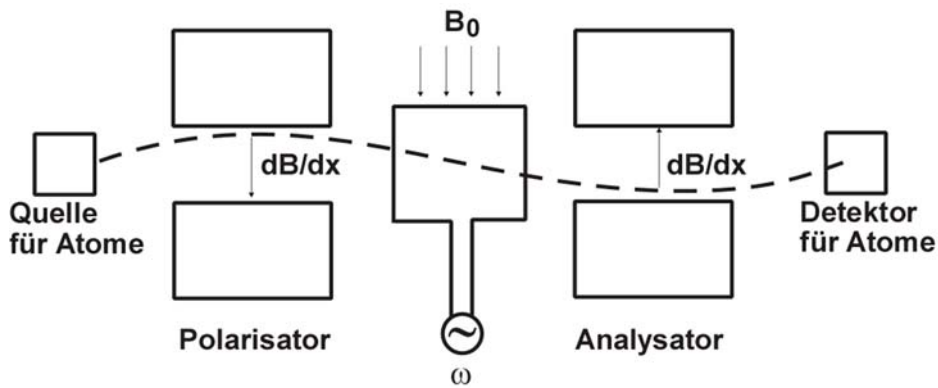 B₀
dB/dx
dB/dx
Quelle
für Atome
Detektor
für Atome
Polarisator
Analysator
~
ω